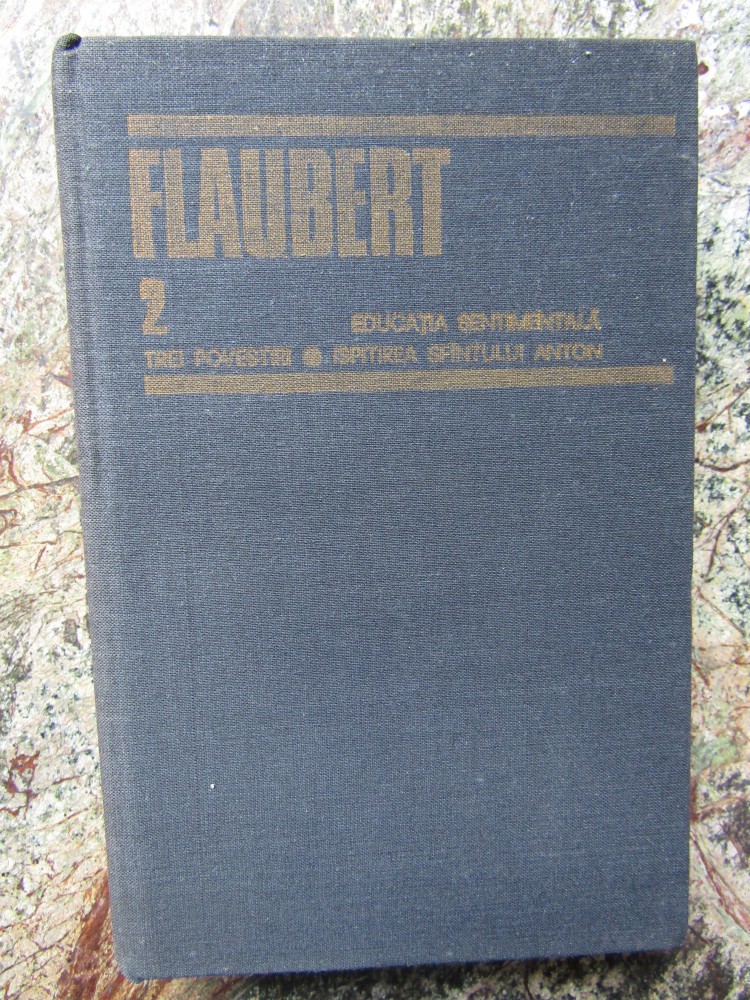 FLAUBERT
2
EDUCAȚIA SENTIMENTALĂ
TREI POVESTIRI ● ISPITIREA SFÎNTULUI ANTON